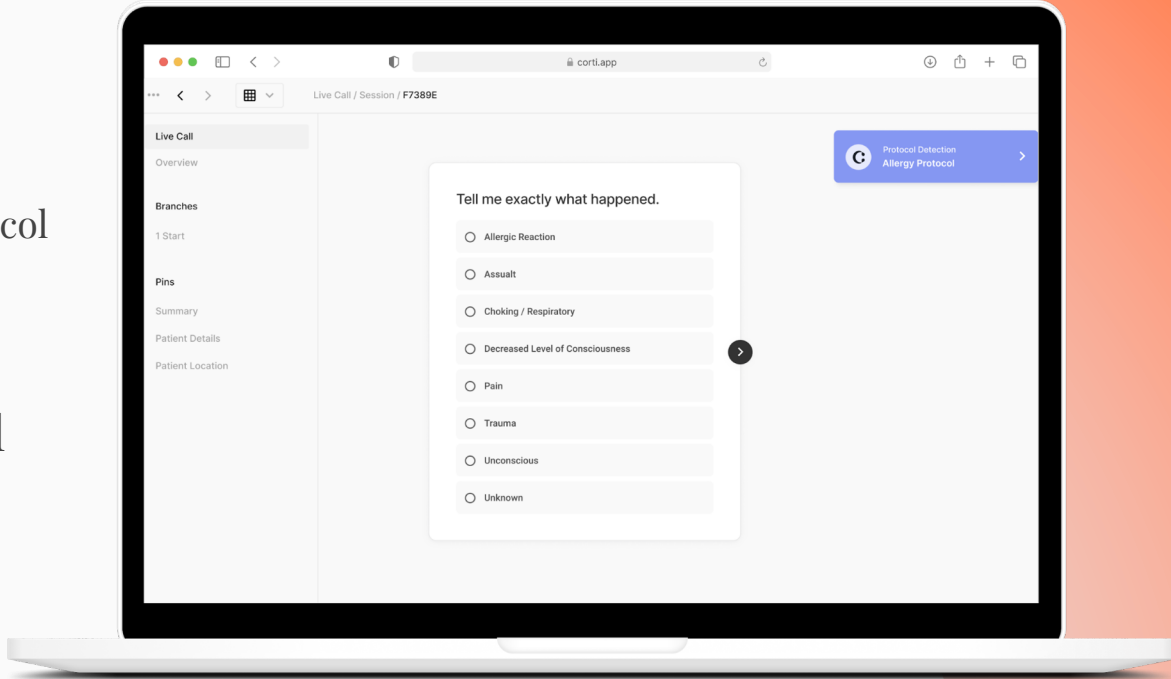 corti.app
Live Call / Session / F7389E
Live Call
Overview
Branches
1 Start
Pins
Summary
Patient Details
Patient Location
Tell me exactly what happened.
Allergic Reaction
Assualt
Choking / Respiratory
Decreased Level of Consciousness
Pain
Trauma
Unconscious
Unknown
Protocol Detection
Allergy Protocol
col